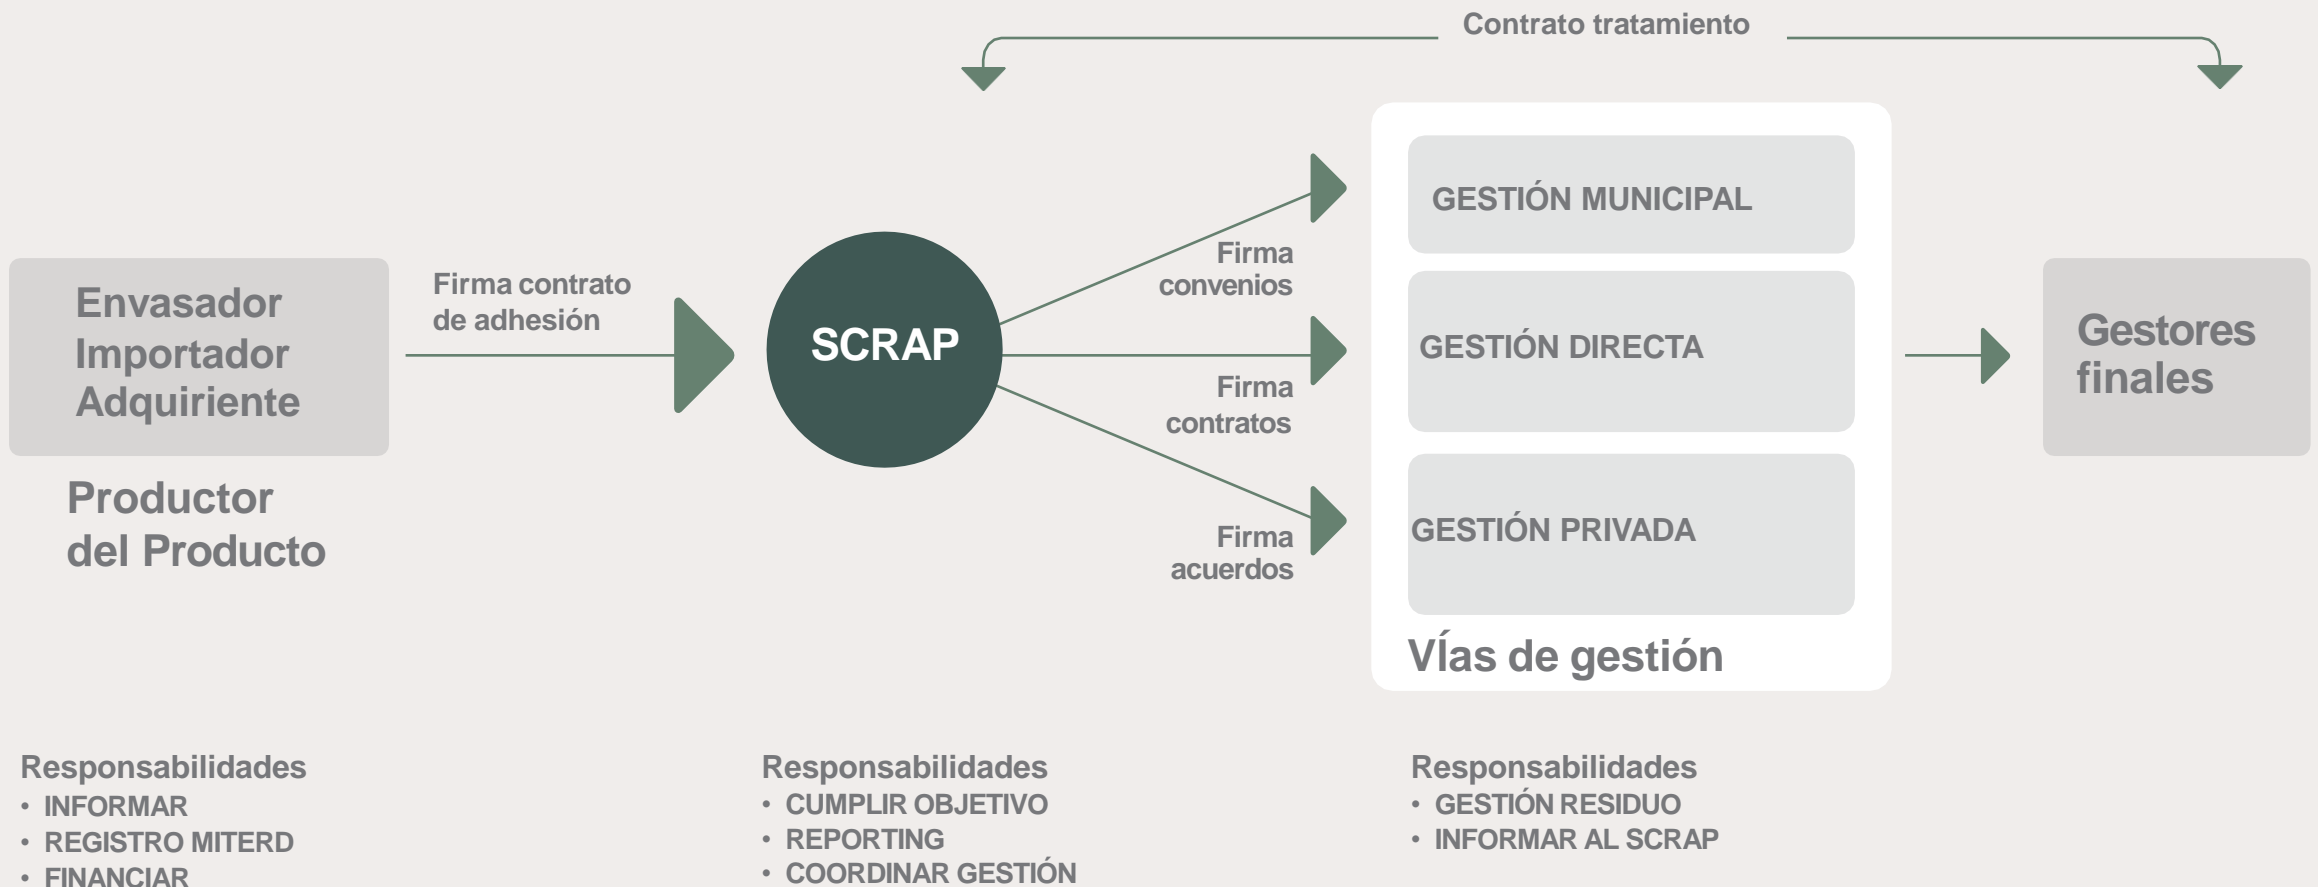 Contrato tratamiento
Envasador
Importador
Adquiriente
Productor
del Producto
Firma contrato
de adhesión
SCRAP
Firma
convenios
Firma
contratos
Firma
acuerdos
GESTIÓN MUNICIPAL
GESTIÓN DIRECTA
GESTIÓN PRIVADA
VÍas de gestión
Gestores
finales
Responsabilidades
• INFORMAR
• REGISTRO MITERD
• FINANCIAR
Responsabilidades
• CUMPLIR OBJETIVO
• REPORTING
• COORDINAR GESTIÓN
Responsabilidades
• GESTIÓN RESIDUO
• INFORMAR AL SCRAP